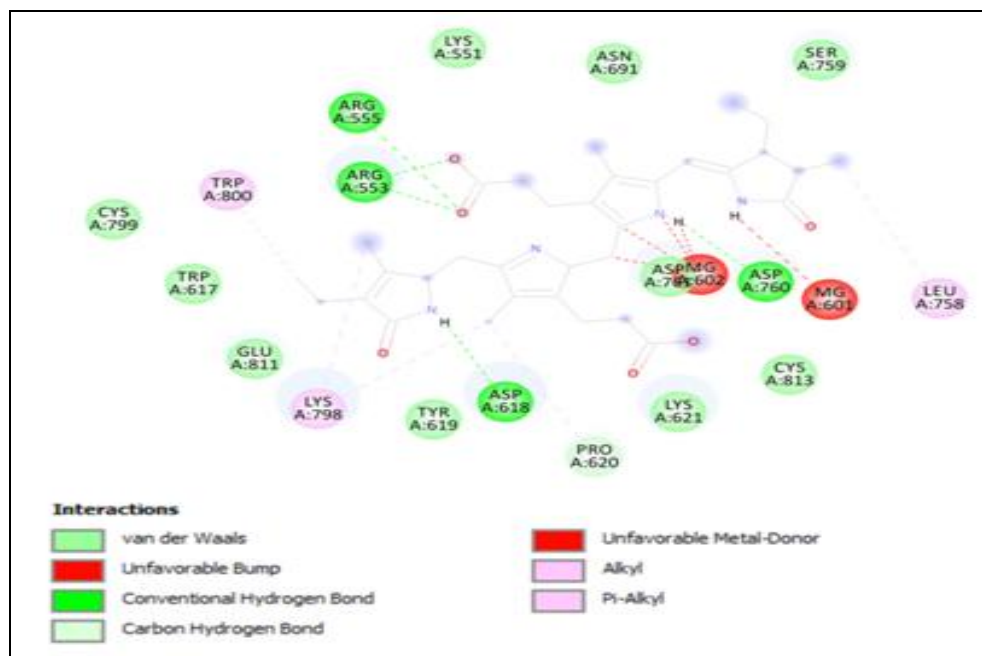 LYS
A:551
ASN
A:691
SER
A:759
ARG
A:555
ARG
A:553
TRP
A:800
CYS
A:799
TRP
A:617
GLU
A:811
LYS
A:798
TYR
A:619
ASP
A:618
PRO
A:620
LYS
A:621
CYS
A:813
ASP
MG
A:602
ASP
A:760
MG
A:601
LEU
A:758
O
O
N
H
N
H
O
N
N
H
O
O
O
Interactions
van der Waals
Unfavorable Bump
Conventional Hydrogen Bond
Carbon Hydrogen Bond
Unfavorable Metal-Donor
Alkyl
Pi-Alkyl